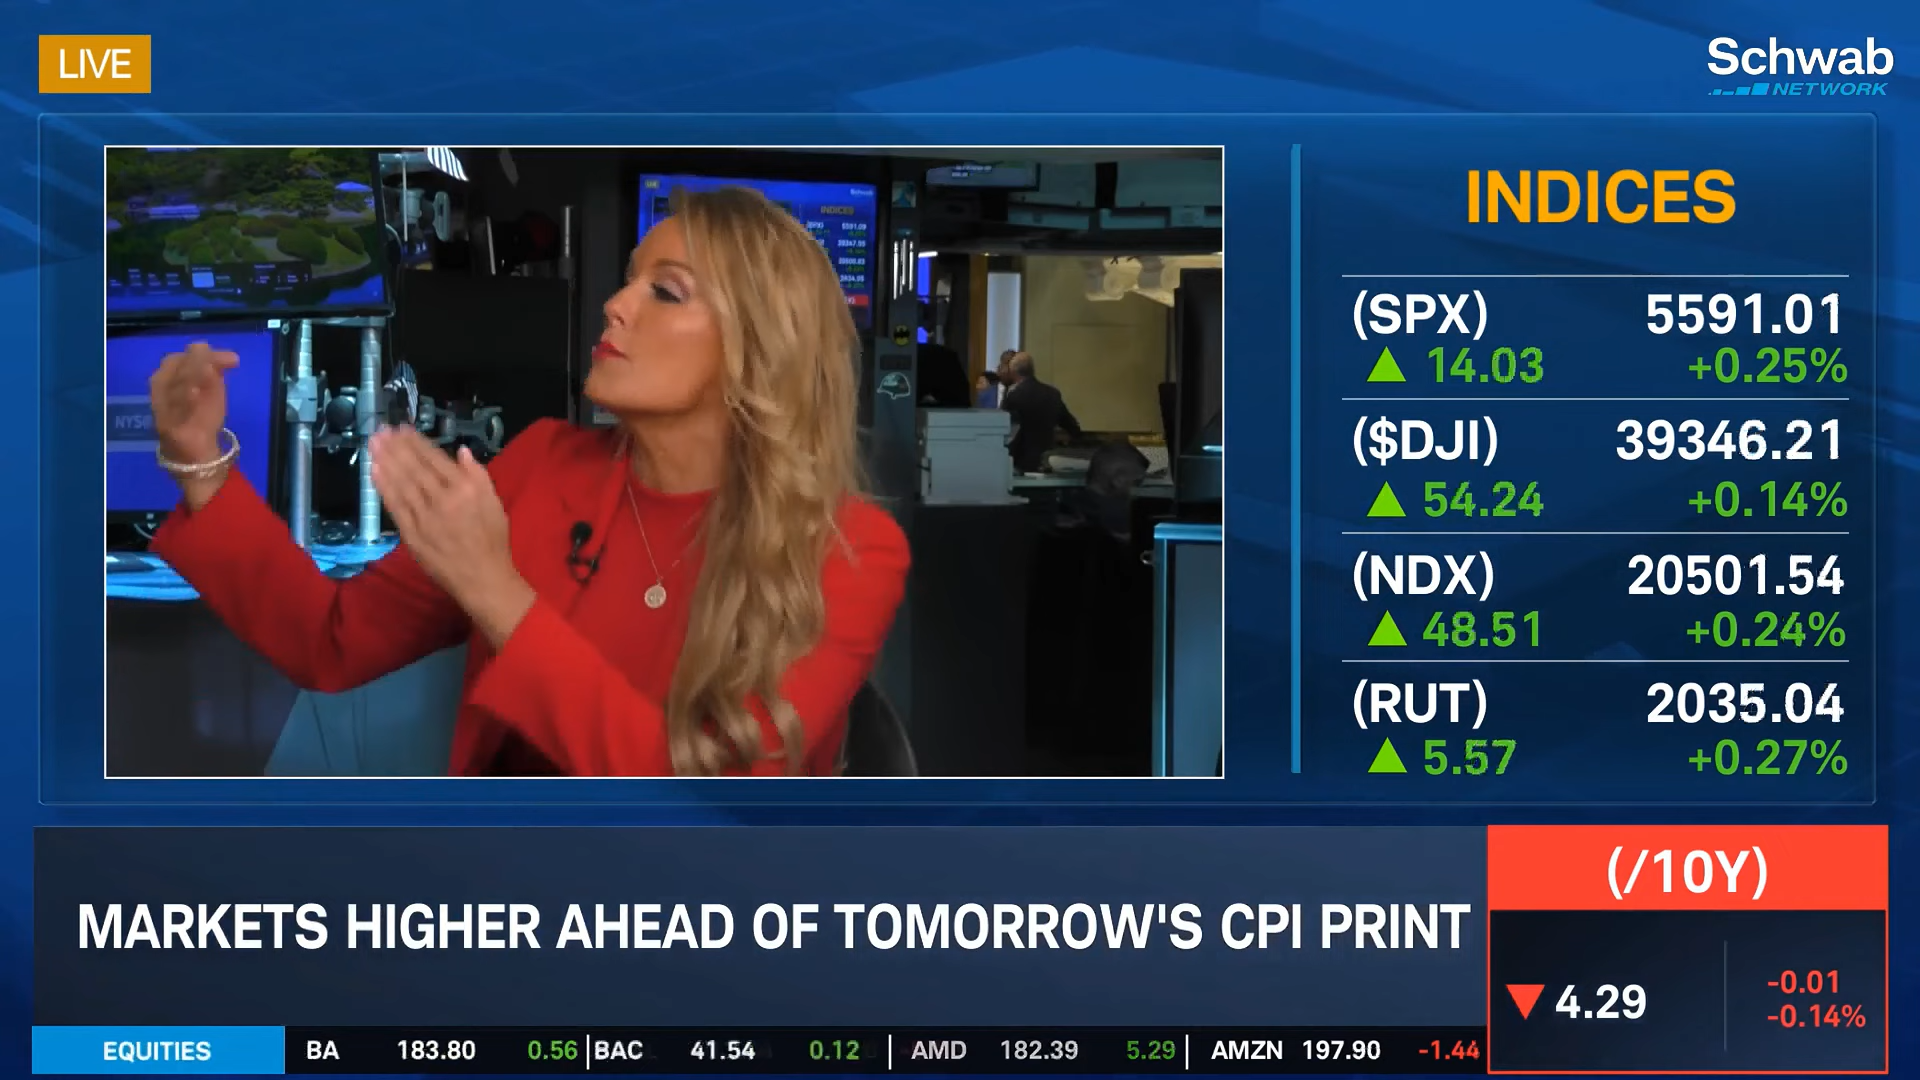 LIVE
Schwab
NETWORK
INDICES
(SPX) 5591.01
▲ 14.03 +0.25%
($DJI) 39346.21
▲ 54.24 +0.24%
(NDX) 20501.54
▲ 48.51 +0.24%
(RUT) 2035.04
▲ 5.57 +0.27%
MARKETS HIGHER AHEAD OF TOMORROW'S CPI PRINT
(/10Y)
▼ 4.29 -0.01
-0.14%
EQUITIES BA 183.80 0.56 BAC 41.54 0.12 AMD 182.39 5.29 AMZN 197.90 -1.44